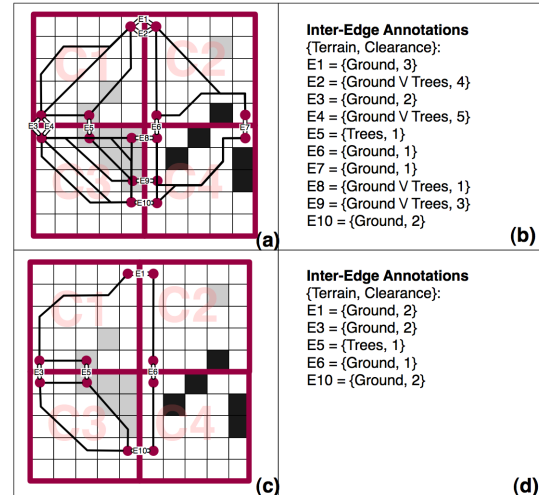 E1
E2
C1
C2
E3
E4
E5
E6
E7
E8
C3
C4
E9
E10
(a)
Inter-Edge Annotations
{Terrain, Clearance}:
E1 = {Ground, 3}
E2 = {Ground V Trees, 4}
E3 = {Ground, 2}
E4 = {Ground V Trees, 5}
E5 = {Trees, 1}
E6 = {Ground, 1}
E7 = {Ground, 1}
E8 = {Ground V Trees, 1}
E9 = {Ground V Trees, 3}
E10 = {Ground, 2}
(b)
E1
C1
C2
E3
E5
E6
C3
C4
E10
(c)
Inter-Edge Annotations
{Terrain, Clearance}:
E1 = {Ground, 2}
E3 = {Ground, 2}
E5 = {Trees, 1}
E6 = {Ground, 1}
E10 = {Ground, 2}
(d)